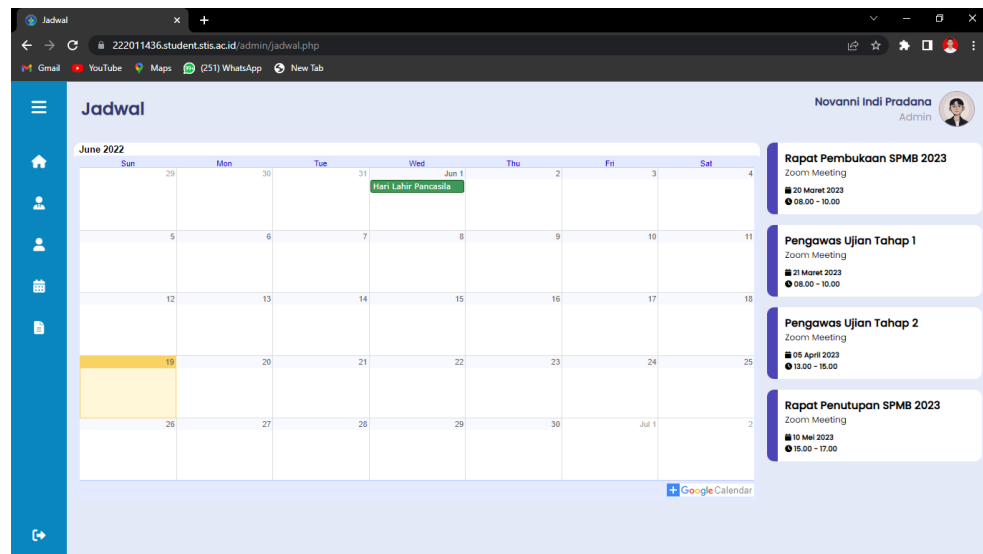 Jadwal
222011436.student.stis.ac.id/admin/jadwal.php
Gmail YouTube Maps (251) WhatsApp New Tab
Jadwal
Novanni Indi Pradana
Admin
June 2022
Sun Mon Tue Wed Thu Fri Sat
29 30 31 Jun 1 2 3 4
Hari Lahir Pancasila
5 6 7 8 9 10 11
12 13 14 15 16 17 18
19 20 21 22 23 24 25
26 27 28 29 30 Jul 1 2
Google Calendar
Rapat Pembukaan SPMB 2023
Zoom Meeting
20 Maret 2023
08.00 - 10.00
Pengawas Ujian Tahap 1
Zoom Meeting
21 Maret 2023
08.00 - 10.00
Pengawas Ujian Tahap 2
Zoom Meeting
05 April 2023
13.00 - 15.00
Rapat Penutupan SPMB 2023
Zoom Meeting
10 Mei 2023
15.00 - 17.00